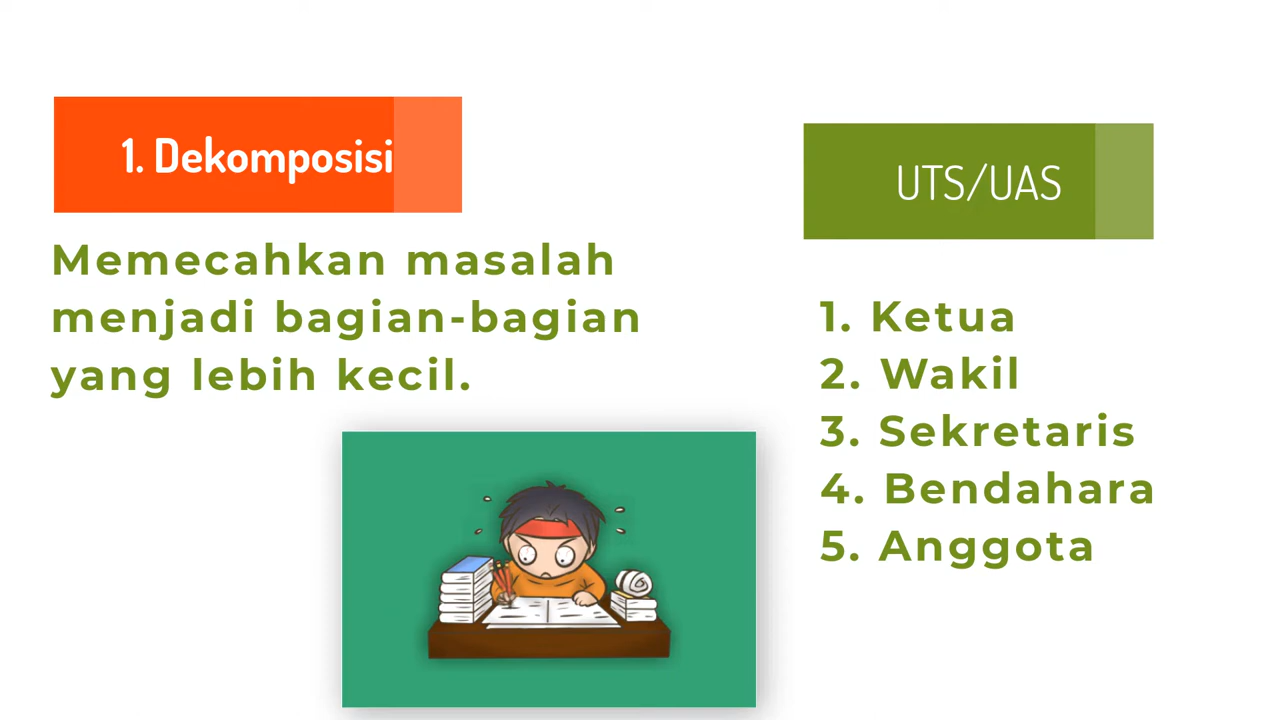 1. Dekomposisi
Memecahkan masalah
menjadi bagian-bagian
yang lebih kecil.
UTS/UAS
1. Ketua
2. Wakil
3. Sekretaris
4. Bendahara
5. Anggota